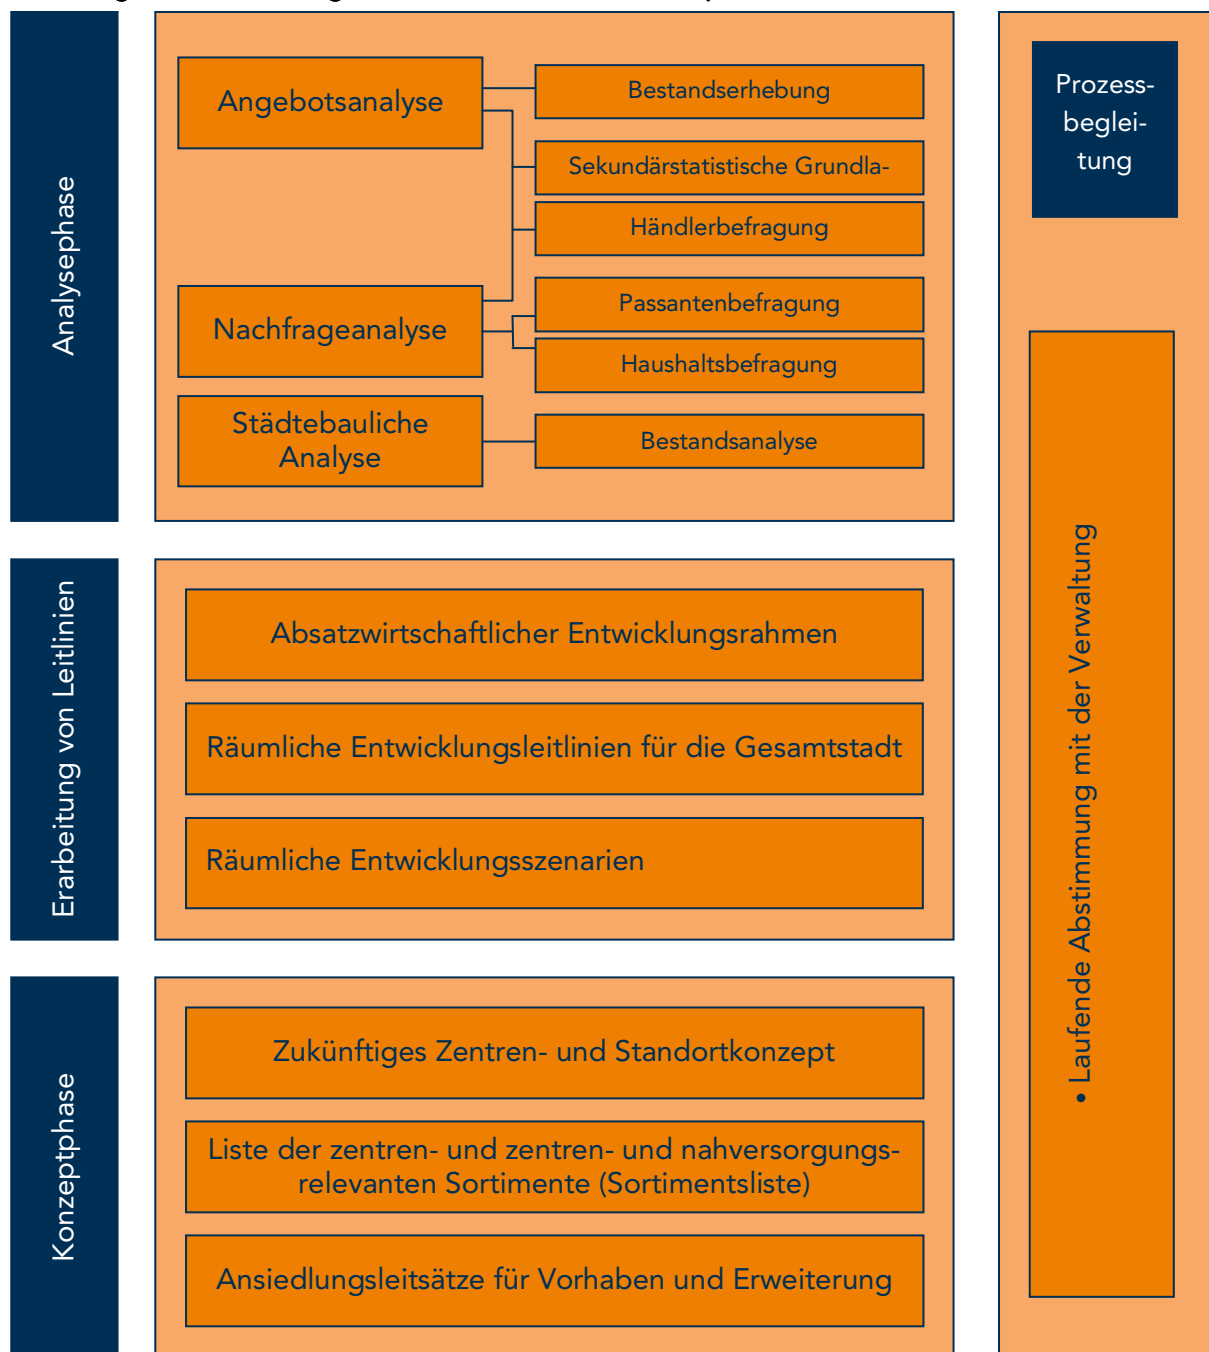 Analysephase
Angebotsanalyse
Bestandserhebung
Sekundärstatistische Grundla-
Händlerbefragung
Nachfrageanalyse
Passantenbefragung
Haushaltsbefragung
Städtebauliche
Analyse
Bestandsanalyse
Erarbeitung von Leitlinien
Absatzwirtschaftlicher Entwicklungsrahmen
Räumliche Entwicklungsleitlinien für die Gesamtstadt
Räumliche Entwicklungsszenarien
Konzeptphase
Zukünftiges Zentren- und Standortkonzept
Liste der zentren- und zentren- und nahversorgungs-
relevanten Sortimente (Sortimentsliste)
Ansiedlungsleitsätze für Vorhaben und Erweiterung
Prozess-
beglei-
tung
• Laufende Abstimmung mit der Verwaltung